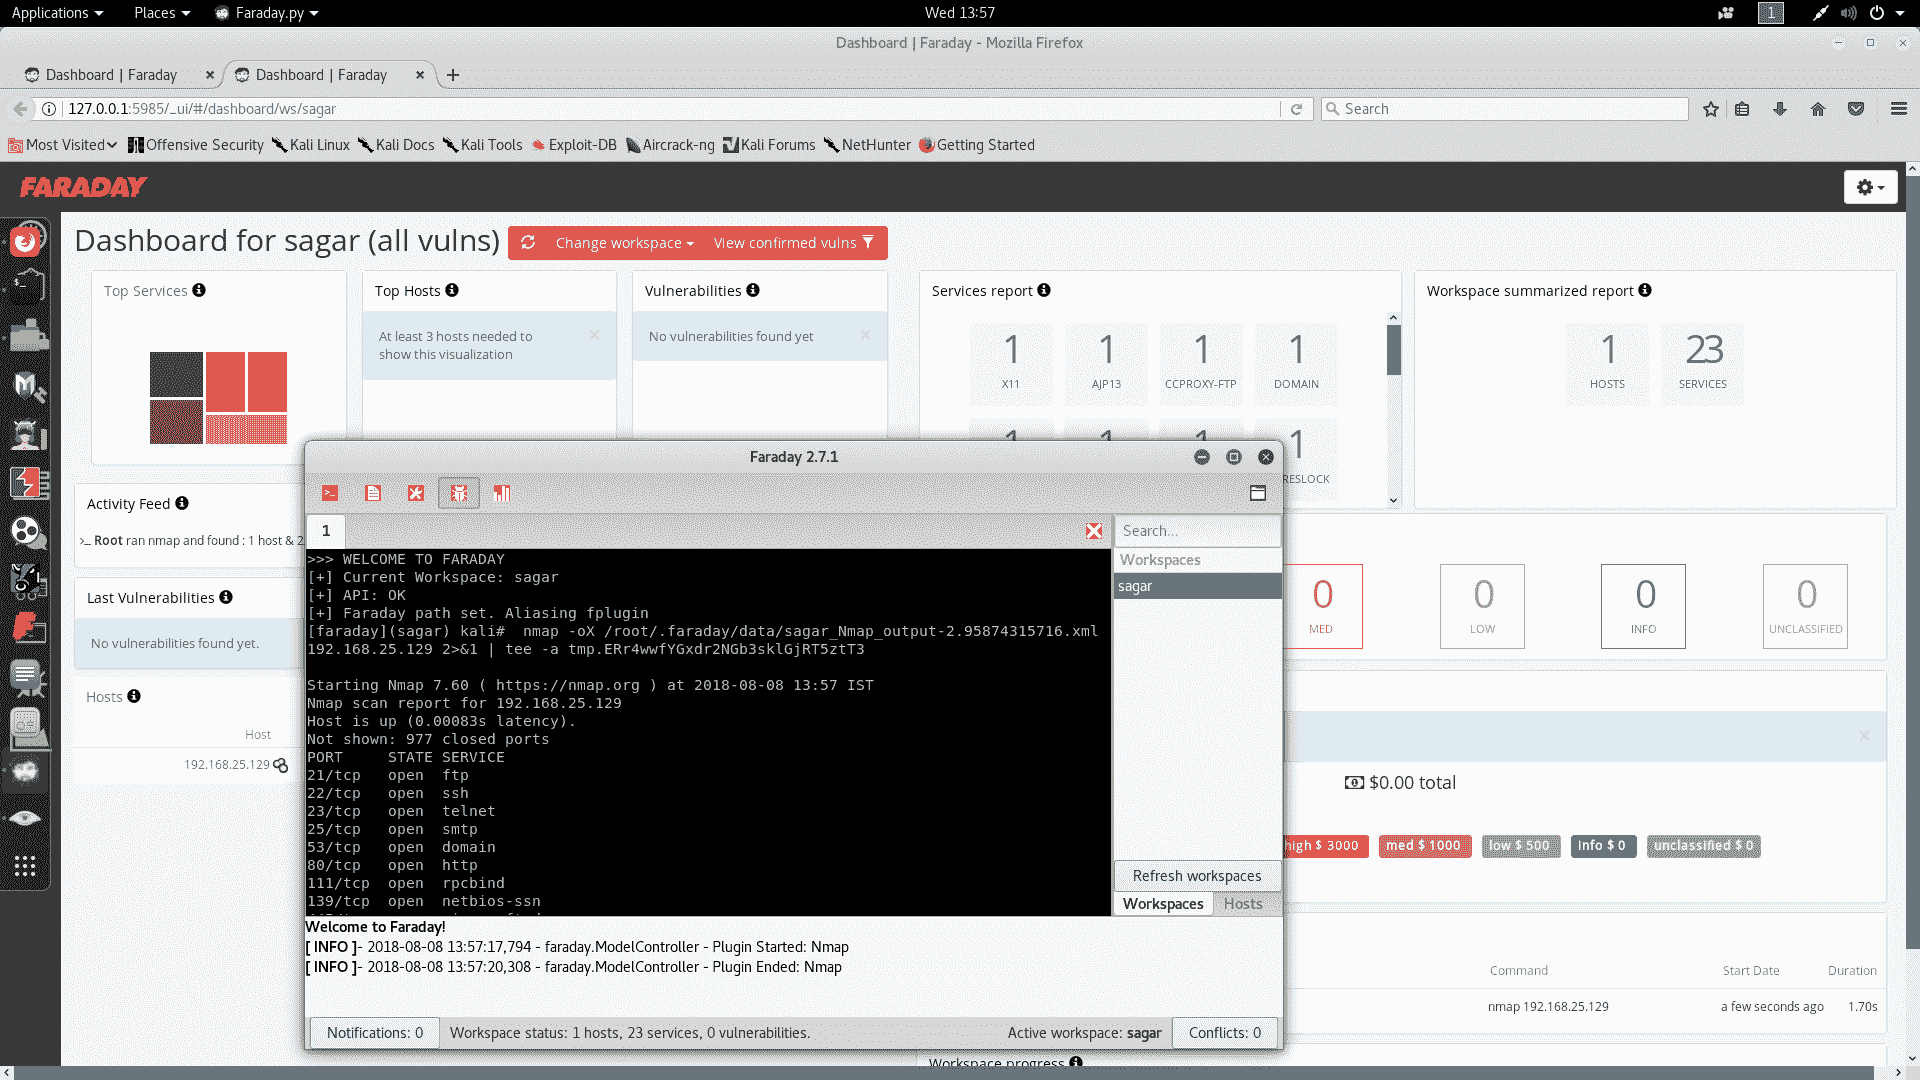 Applications Places Faraday.py Wed 13:57 1
Dashboard | Faraday - Mozilla Firefox
Dashboard | Faraday Dashboard | Faraday
127.0.0.1:5985/_ui/#/dashboard/ws/sagar Search
Most Visited Offensive Security Kali Linux Kali Docs Kali Tools Exploit-DB Aircrack-ng Kali Forums NetHunter Getting Started
FARADAY
Dashboard for sagar (all vulns) Change workspace View confirmed vulns
Top Services Top Hosts Vulnerabilities Services report Workspace summarized report
At least 3 hosts needed to
show this visualization
No vulnerabilities found yet
1 1 1 1 1 23
X11 AJP13 CCPROXY-FTP DOMAIN HOSTS SERVICES
1
RESLOCK
Activity Feed
>_ Root ran nmap and found : 1 host & 2
Last Vulnerabilities
No vulnerabilities found yet.
Hosts
Host
192.168.25.129
Faraday 2.7.1
1 Search...
Workspaces
sagar
>>> WELCOME TO FARADAY
[+] Current Workspace: sagar
[+] API: OK
[+] Faraday path set. Aliasing fplugin
[faraday](sagar) kali#  nmap -oX /root/.faraday/data/sagar_Nmap_output-2.95874315716.xml
192.168.25.129 2>&1 | tee -a tmp.ERr4wwfYGxdr2NGb3sklGjRT5ztT3
Starting Nmap 7.60 ( https://nmap.org ) at 2018-08-08 13:57 IST
Nmap scan report for 192.168.25.129
Host is up (0.00083s latency).
Not shown: 977 closed ports
PORT     STATE SERVICE
21/tcp   open  ftp
22/tcp   open  ssh
23/tcp   open  telnet
25/tcp   open  smtp
53/tcp   open  domain
80/tcp   open  http
111/tcp  open  rpcbind
139/tcp  open  netbios-ssn
Refresh workspaces
Workspaces Hosts
Welcome to Faraday!
[ INFO ]- 2018-08-08 13:57:17,794 - faraday.ModelController - Plugin Started: Nmap
[ INFO ]- 2018-08-08 13:57:20,308 - faraday.ModelController - Plugin Ended: Nmap
Notifications: 0 Workspace status: 1 hosts, 23 services, 0 vulnerabilities. Active workspace: sagar Conflicts: 0
0 0 0 0
MED LOW INFO UNCLASSIFIED
$0.00 total
high $ 3000 med $ 1000 low $ 500 info $ 0 unclassified $ 0
Command Start Date Duration
nmap 192.168.25.129 a few seconds ago 1.70s
Workspace progress